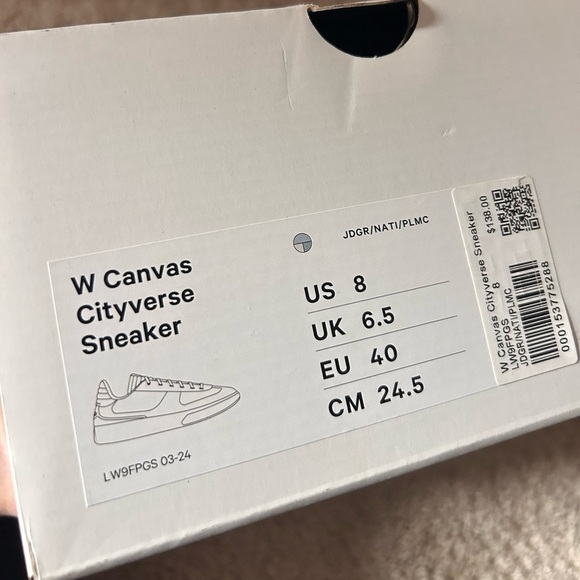 W Canvas
Cityverse
Sneaker
JDGR/NATI/PLMC
US 8
UK 6.5
EU 40
CM 24.5
LW9FPGS 03-24
W Canvas Cityverse Sneaker
8
LW9FPGS
JDGR/NATI/PLMC
$138.00
000153775288